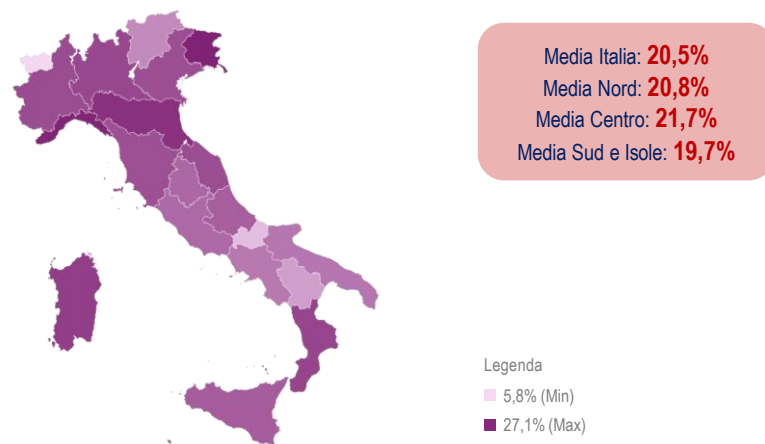 Media Italia: 20,5%
Media Nord: 20,8%
Media Centro: 21,7%
Media Sud e Isole: 19,7%
Legenda
5,8% (Min)
27,1% (Max)